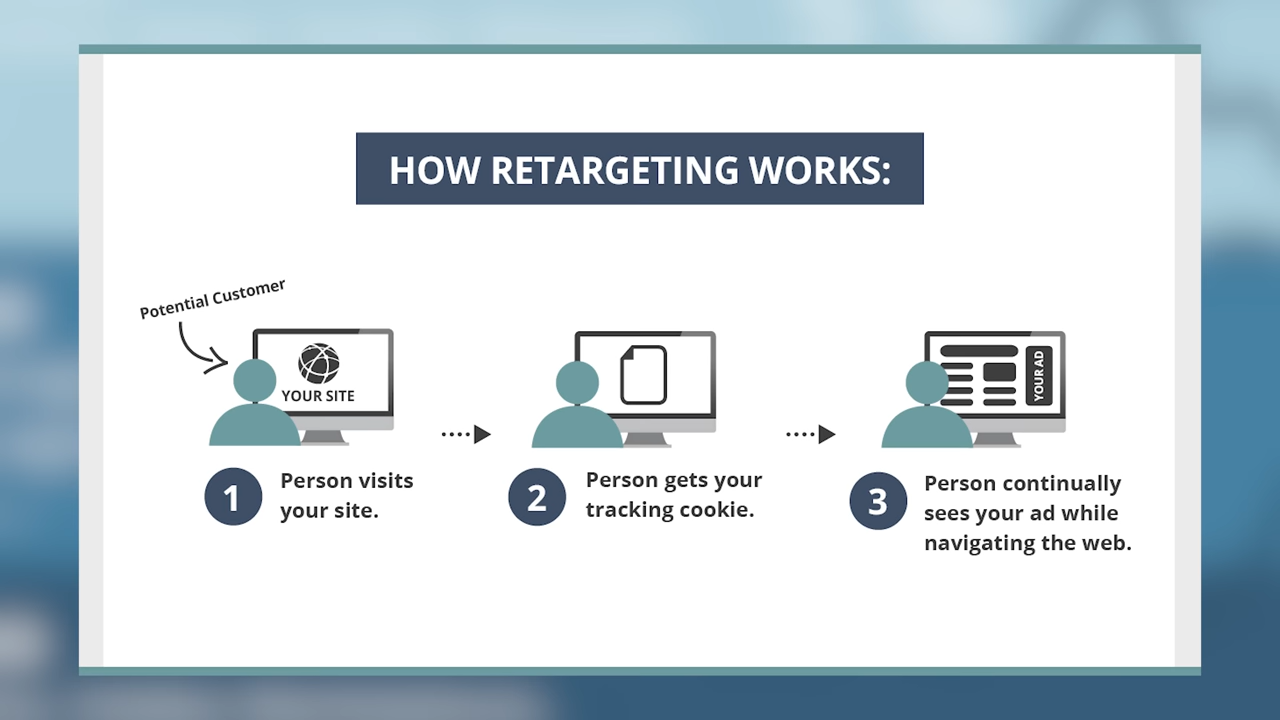 HOW RETARGETING WORKS:
Potential Customer
YOUR SITE
YOUR AD
1
Person visits
your site.
2
Person gets your
tracking cookie.
3
Person continually
sees your ad while
navigating the web.